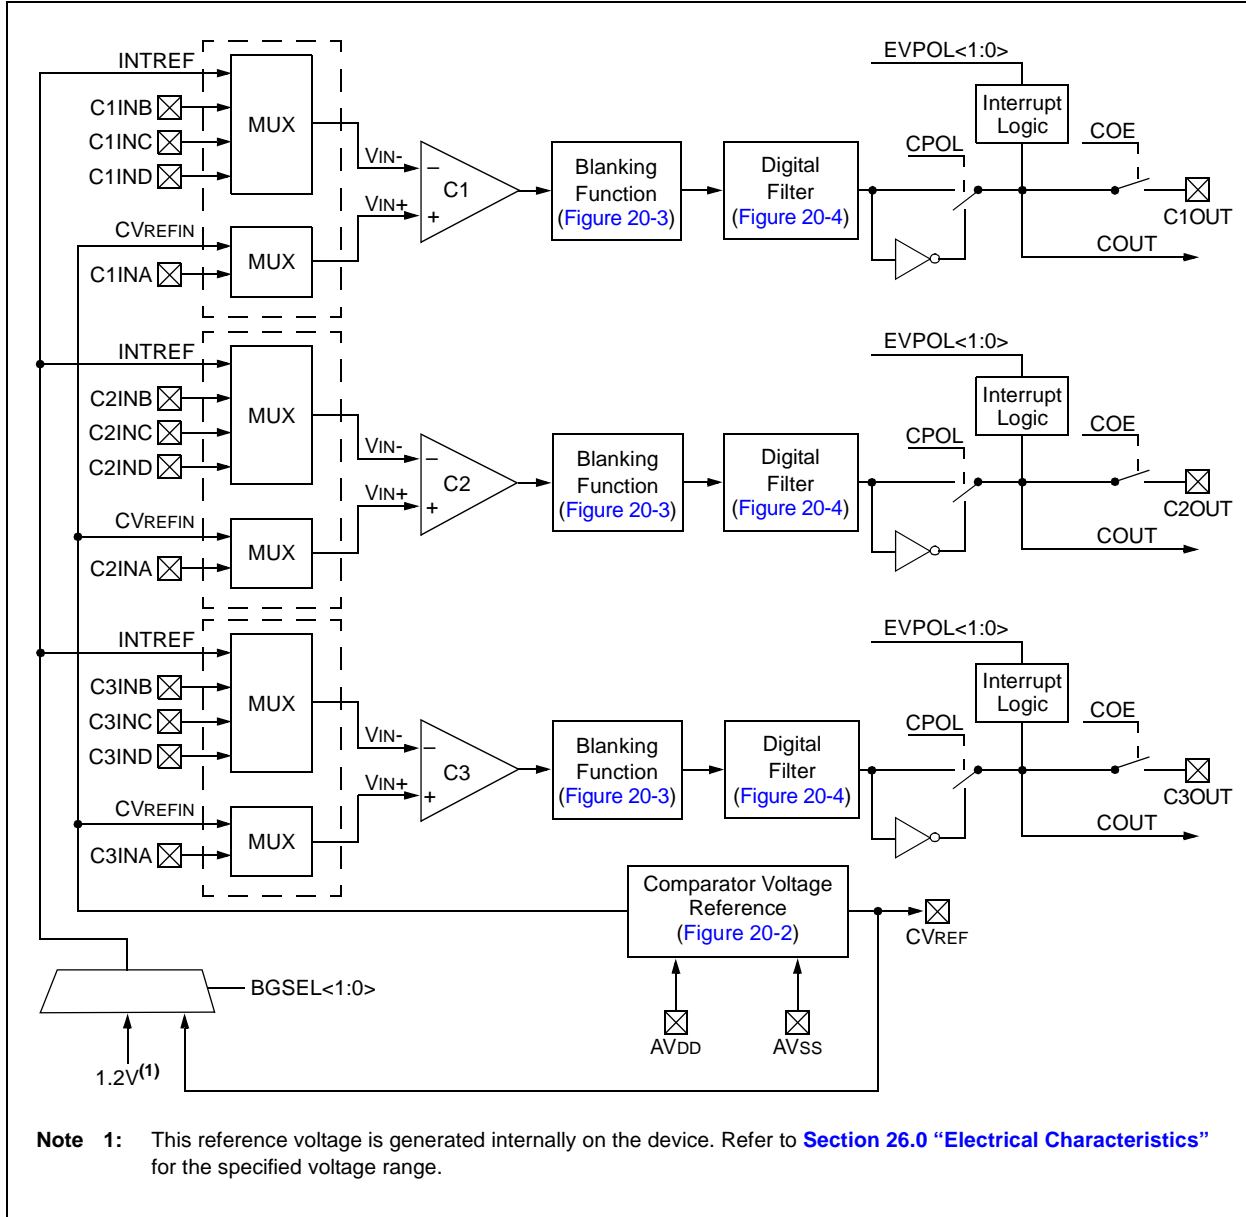 INTREF
C1INB
C1INC
C1IND
MUX
VIN-
CVREFIN
C1INA
MUX
VIN+
–
C1
+
Blanking
Function
(Figure 20-3)
Digital
Filter
(Figure 20-4)
EVPOL<1:0>
Interrupt
Logic
CPOL
COE
C1OUT
COUT
INTREF
C2INB
C2INC
C2IND
MUX
VIN-
CVREFIN
C2INA
MUX
VIN+
–
C2
+
Blanking
Function
(Figure 20-3)
Digital
Filter
(Figure 20-4)
EVPOL<1:0>
Interrupt
Logic
CPOL
COE
C2OUT
COUT
INTREF
C3INB
C3INC
C3IND
MUX
VIN-
CVREFIN
C3INA
MUX
VIN+
–
C3
+
Blanking
Function
(Figure 20-3)
Digital
Filter
(Figure 20-4)
EVPOL<1:0>
Interrupt
Logic
CPOL
COE
C3OUT
COUT
Comparator Voltage
Reference
(Figure 20-2)
CVREF
AVDD
AVSS
BGSEL<1:0>
1.2V(1)
Note 1: This reference voltage is generated internally on the device. Refer to Section 26.0 “Electrical Characteristics”
for the specified voltage range.